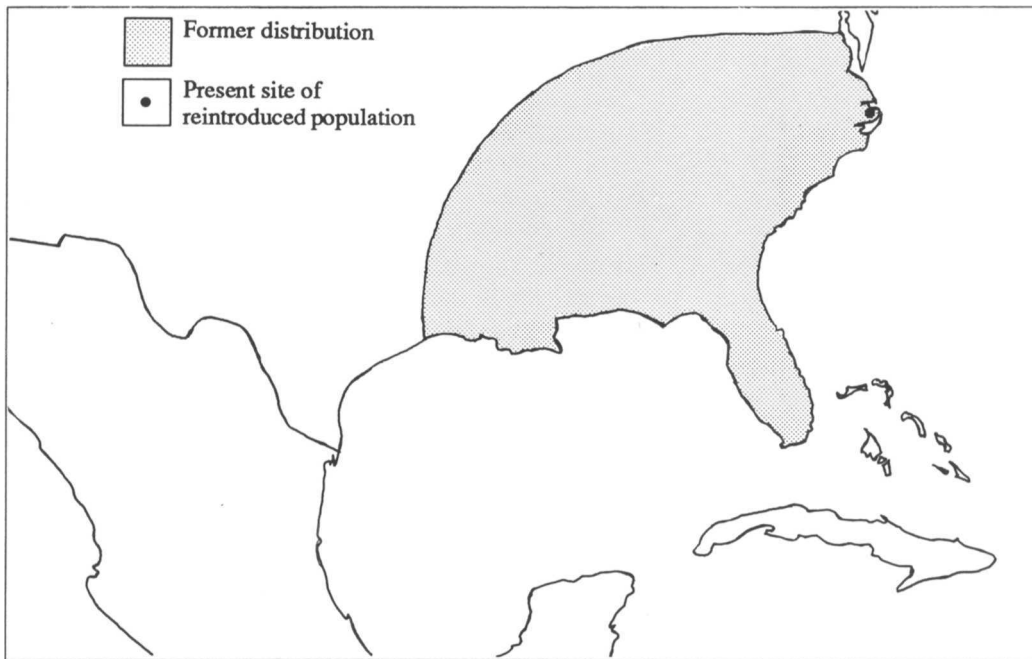 Former distribution
Present site of
reintroduced population